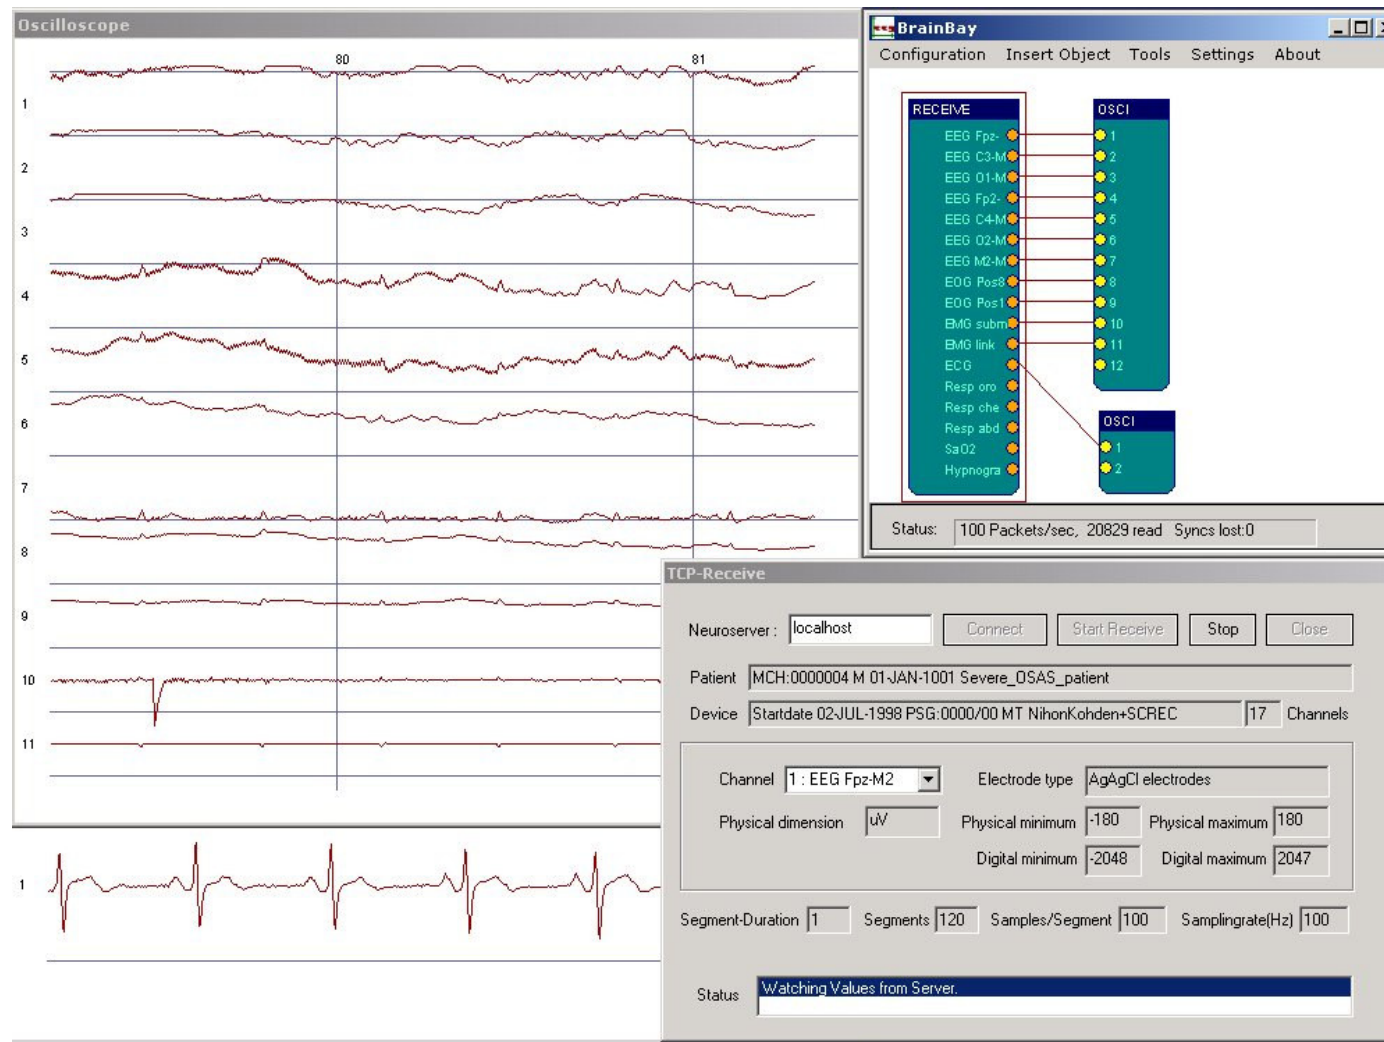 Oscilloscope
80 81
1
2
3
4
5
6
7
8
9
10
11
1
BrainBay
Configuration Insert Object Tools Settings About
RECEIVE
EEG Fpz-
EEG C3-M
EEG O1-M
EEG Fp2-
EEG C4-M
EEG O2-M
EEG M2-M
EOG Pos8
EOG Pos1
EMG subm
EMG link
ECG
Resp oro
Resp che
Resp abd
SaO2
Hypnogra
OSCI
1
2
3
4
5
6
7
8
9
10
11
12
OSCI
1
2
Status: 100 Packets/sec, 20829 read Syncs lost:0
TCP-Receive
Neuroserver : localhost Connect Start Receive Stop Close
Patient MCH:0000004 M 01-JAN-1001 Severe_OSAS_patient
Device Startdate 02-JUL-1998 PSG:0000/00 MT NihonKohden+SCREC 17 Channels
Channel 1 : EEG Fpz-M2 Electrode type AgAgCl electrodes
Physical dimension uV Physical minimum -180 Physical maximum 180
Digital minimum -2048 Digital maximum 2047
Segment-Duration 1 Segments 120 Samples/Segment 100 Samplingrate(Hz) 100
Status Watching Values from Server.